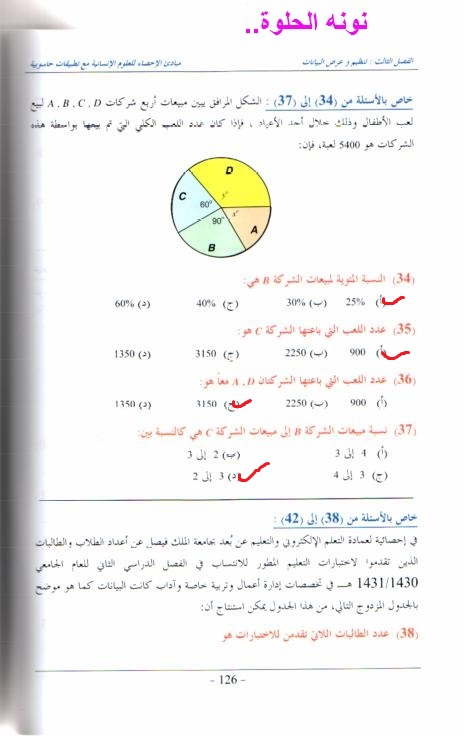 نونه الحلوة..
الفصل الثالث : تنظيم و عرض البيانات
مبادئ الإحصاء للعلوم الإنسانية مع تطبيقات حاسوبية
خاص بالأسئلة من (34) إلى (37) : الشكل المرافق يبين مبيعات أربع شركات A , B , C , D لبيع
لعب الأطفال وذلك خلال أحد الأعياد ، فإذا كان عدد اللعب الكلي التي تم بيعها بواسطة هذه
الشركات هو 5400 لعبة، فإن:
D
C
60º
yº
90º
xº
A
B
(34) النسبة المئوية لمبيعات الشركة B هي:
(أ) 25% (ب) 30% (ج) 40% (د) 60%
(35) عدد اللعب التي باعتها الشركة C هو:
(أ) 900 (ب) 2250 (ج) 3150 (د) 1350
(36) عدد اللعب التي باعتها الشركتان A , D معاً هو:
(أ) 900 (ب) 2250 (ج) 3150 (د) 1350
(37) نسبة مبيعات الشركة B إلى مبيعات الشركة C هي كالنسبة بين:
(أ) 4 إلى 3 (ب) 2 إلى 3
(ج) 3 إلى 4 (د) 3 إلى 2
خاص بالأسئلة من (38) إلى (42) :
في إحصائية لعمادة التعلم الإلكتروني والتعليم عن بُعد بجامعة الملك فيصل عن أعداد الطلاب والطالبات
الذين تقدموا لاختبارات التعليم المطور للانتساب في الفصل الدراسي الثاني للعام الجامعي
1431/1430 هـ في تخصصات إدارة أعمال وتربية خاصة وآداب كانت البيانات كما هو موضح
بالجدول المزدوج التالي، من هذا الجدول يمكن استنتاج أن:
(38) عدد الطالبات اللاتي تقدمن للاختبارات هو
- 126 -